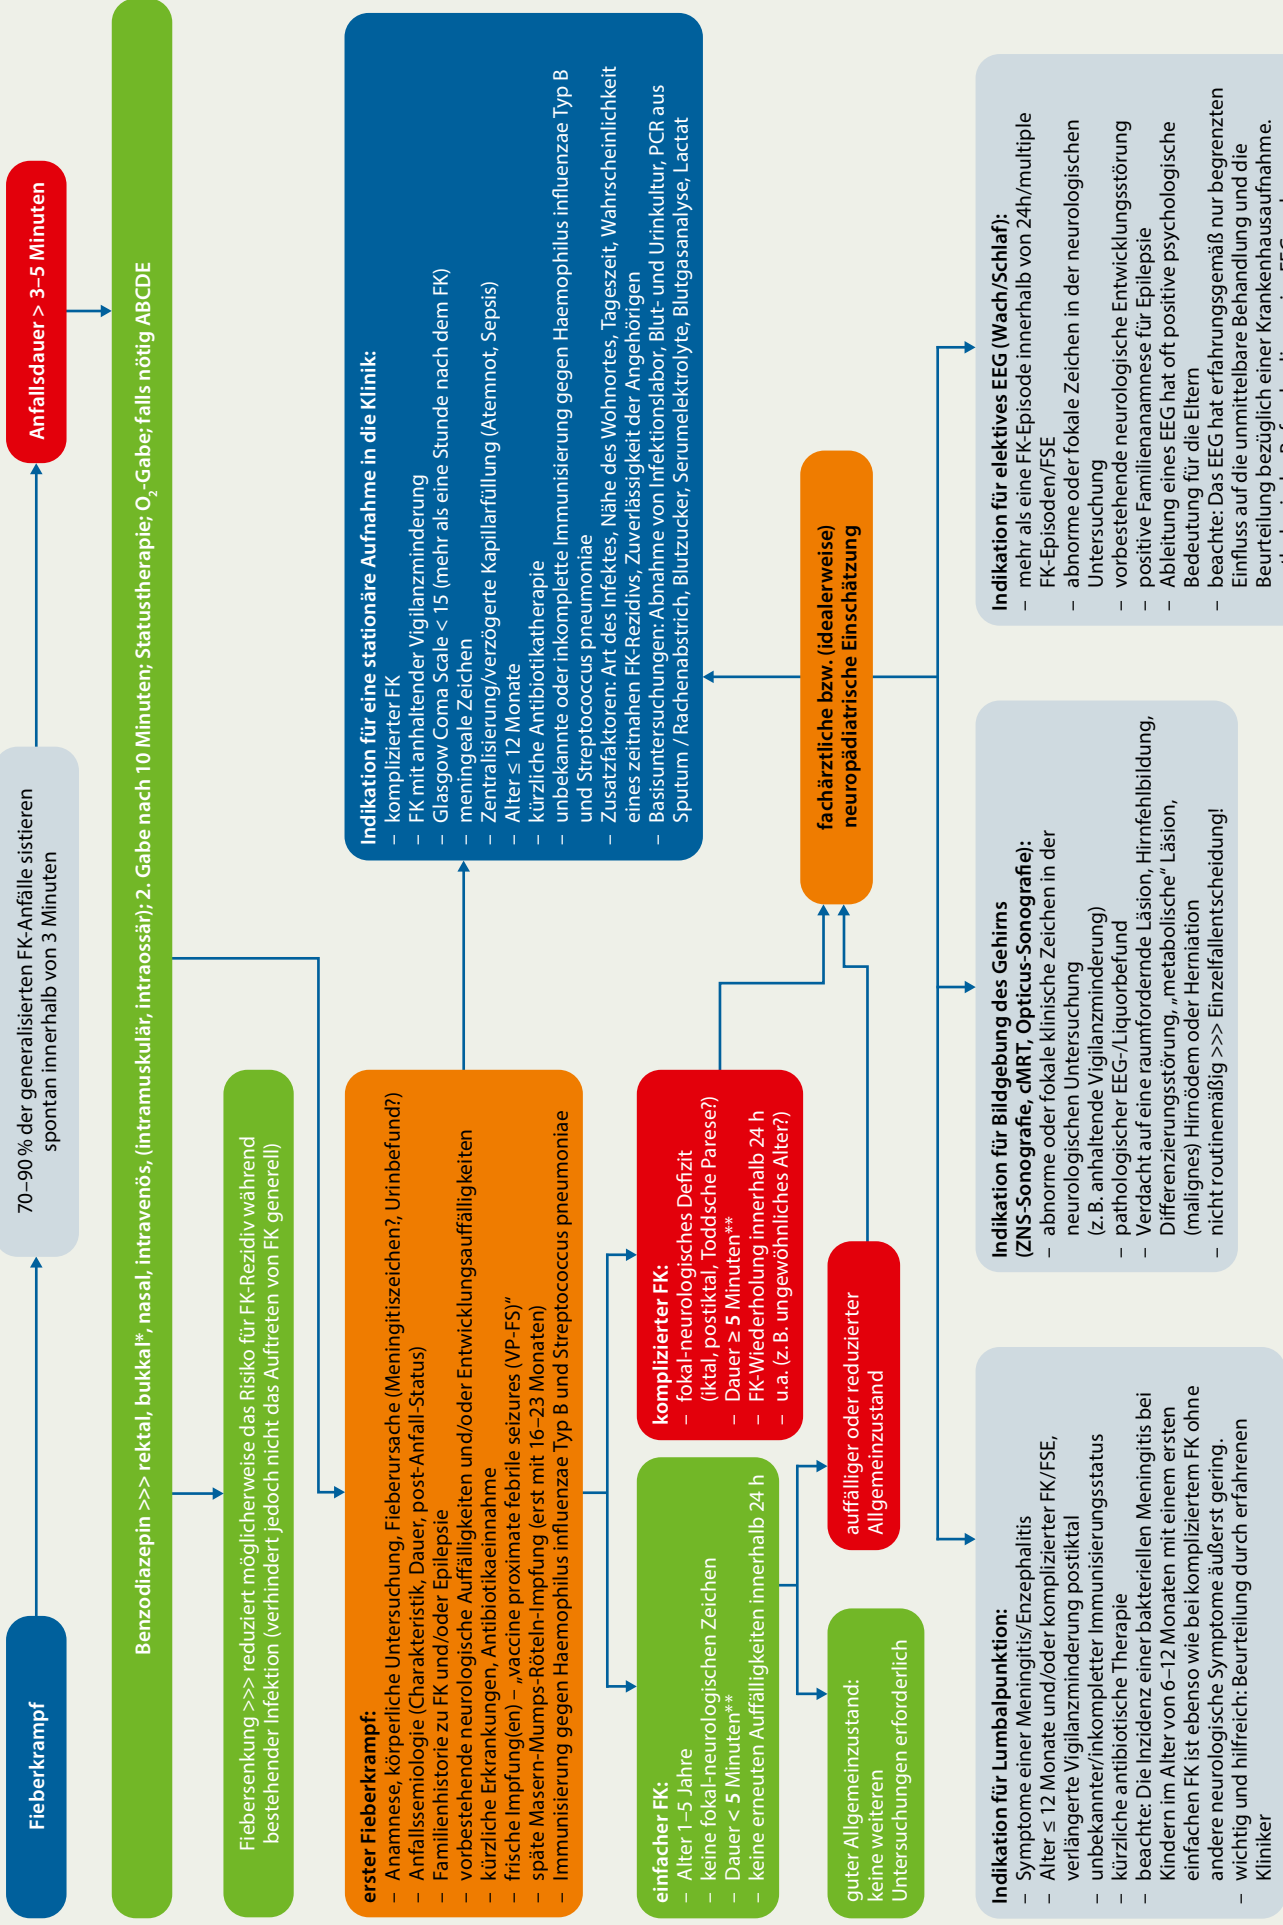 Fieberkrampf
70–90 % der generalisierten FK-Anfälle sistieren
spontan innerhalb von 3 Minuten
Anfallsdauer > 3–5 Minuten
Benzodiazepin >>> rektal, bukkal*, nasal, intravenös, (intramuskulär, intraossär); 2. Gabe nach 10 Minuten; Statustherapie; O₂-Gabe; falls nötig ABCDE
Fiebersenkung >>> reduziert möglicherweise das Risiko für FK-Rezidiv während
bestehender Infektion (verhindert jedoch nicht das Auftreten von FK generell)
erster Fieberkrampf:
– Anamnese, körperliche Untersuchung, Fieberursache (Meningitiszeichen?, Urinbefund?)
– Anfallssemiologie (Charakteristik, Dauer, post-Anfall-Status)
– Familienhistorie zu FK und/oder Epilepsie
– vorbestehende neurologische Auffälligkeiten und/oder Entwicklungsauffälligkeiten
– kürzliche Erkrankungen, Antibiotikaeinnahme
– frische Impfung(en) – „vaccine proximate febrile seizures (VP-FS)“
– späte Masern-Mumps-Röteln-Impfung (erst mit 16–23 Monaten)
– Immunisierung gegen Haemophilus influenzae Typ B und Streptococcus pneumoniae
Indikation für eine stationäre Aufnahme in die Klinik:
– komplizierter FK
– FK mit anhaltender Vigilanzminderung
– Glasgow Coma Scale < 15 (mehr als eine Stunde nach dem FK)
– meningeale Zeichen
– Zentralisierung/verzögerte Kapillarfüllung (Atemnot, Sepsis)
– Alter ≤ 12 Monate
– kürzliche Antibiotikatherapie
– unbekannte oder inkomplette Immunisierung gegen Haemophilus influenzae Typ B
und Streptococcus pneumoniae
– Zusatzfaktoren: Art des Infektes, Nähe des Wohnortes, Tageszeit, Wahrscheinlichkeit
eines zeitnahen FK-Rezidivs, Zuverlässigkeit der Angehörigen
– Basisuntersuchungen: Abnahme von Infektionslabor, Blut- und Urinkultur, PCR aus
Sputum / Rachenabstrich, Blutzucker, Serumelektrolyte, Blutgasanalyse, Lactat
einfacher FK:
– Alter 1–5 Jahre
– keine fokal-neurologischen Zeichen
– Dauer < 5 Minuten**
– keine erneuten Auffälligkeiten innerhalb 24 h
komplizierter FK:
– fokal-neurologisches Defizit
(iktal, postiktal, Toddsche Parese?)
– Dauer ≥ 5 Minuten**
– FK-Wiederholung innerhalb 24 h
– u.a. (z. B. ungewöhnliches Alter?)
fachärztliche bzw. (idealerweise)
neuropädiatrische Einschätzung
guter Allgemeinzustand:
keine weiteren
Untersuchungen erforderlich
auffälliger oder reduzierter
Allgemeinzustand
Indikation für Lumbalpunktion:
– Symptome einer Meningitis/Enzephalitis
– Alter ≤ 12 Monate und/oder komplizierter FK/FSE,
verlängerte Vigilanzminderung postiktal
– unbekannter/inkompletter Immunisierungsstatus
– kürzliche antibiotische Therapie
– beachte: Die Inzidenz einer bakteriellen Meningitis bei
Kindern im Alter von 6–12 Monaten mit einem ersten
einfachen FK ist ebenso wie bei kompliziertem FK ohne
andere neurologische Symptome äußerst gering.
– wichtig und hilfreich: Beurteilung durch erfahrenen
Kliniker
Indikation für Bildgebung des Gehirns
(ZNS-Sonografie, cMRT, Opticus-Sonografie):
– abnorme oder fokale klinische Zeichen in der
neurologischen Untersuchung
(z. B. anhaltende Vigilanzminderung)
– pathologischer EEG-/Liquorbefund
– Verdacht auf eine raumfordernde Läsion, Hirnfehlbildung,
Differenzierungsstörung, „metabolische“ Läsion,
(malignes) Hirnödem oder Herniation
– nicht routinemäßig >>> Einzelfallentscheidung!
Indikation für elektives EEG (Wach/Schlaf):
– mehr als eine FK-Episode innerhalb von 24h/multiple
FK-Episoden/FSE
– abnorme oder fokale Zeichen in der neurologischen
Untersuchung
– vorbestehende neurologische Entwicklungsstörung
– positive Familienanamnese für Epilepsie
– Ableitung eines EEG hat oft positive psychologische
Bedeutung für die Eltern
– beachte: Das EEG hat erfahrungsgemäß nur begrenzten
Einfluss auf die unmittelbare Behandlung und die
Beurteilung bezüglich einer Krankenhausaufnahme.